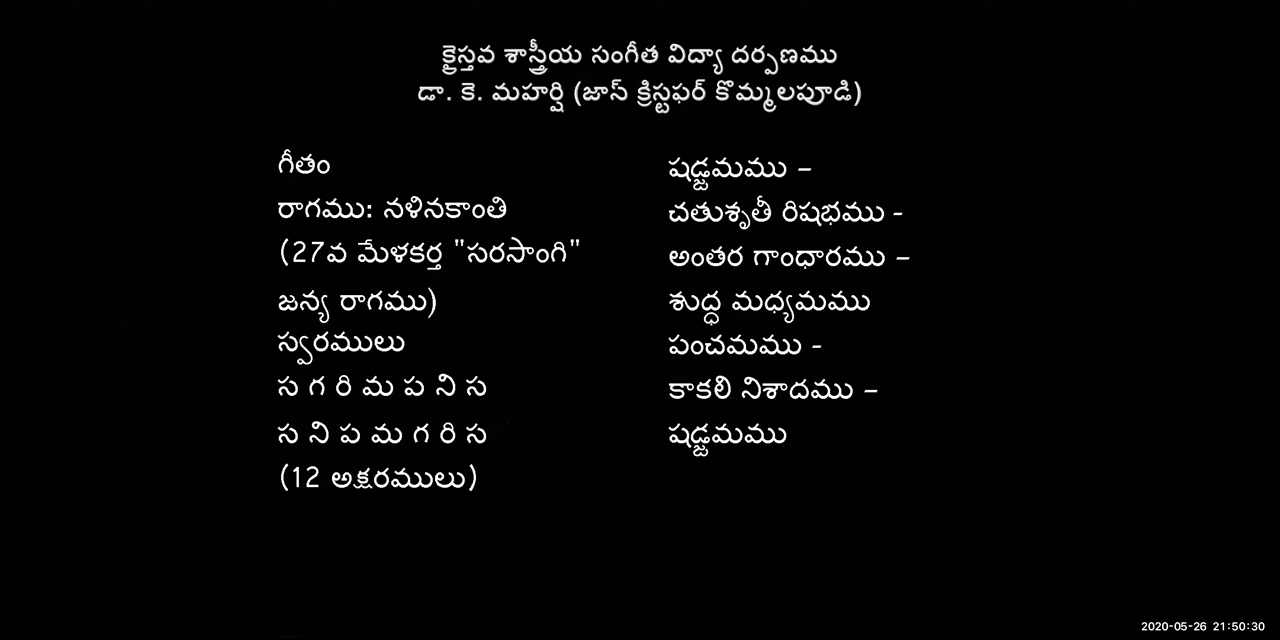 క్రైస్తవ శాస్త్రీయ సంగీత విద్యా దర్పణము
డా. కె. మహర్షి (జాస్ క్రిస్టఫర్ కొమ్మలపూడి)
గీతం
రాగము: నళినకాంతి
(27వ మేళకర్త "సరసాంగి"
జన్య రాగము)
స్వరములు
స గ రి మ ప ని స
స ని ప మ గ రి స
(12 అక్షరములు)
షడ్జమము –
చతుశృతీ రిషభము -
అంతర గాంధారము –
శుద్ధ మధ్యమము
పంచమము -
కాకలి నిశాదము –
షడ్జమము
2020-05-26 21:50:30